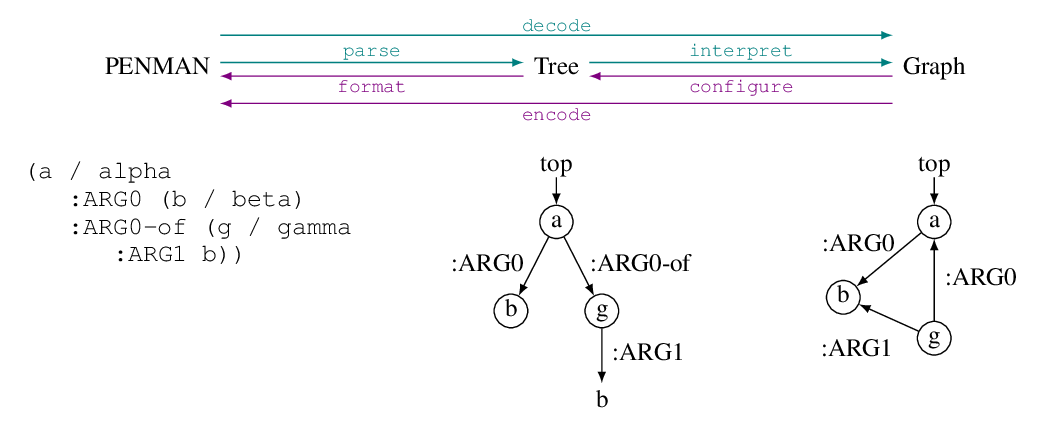 decode
parse
interpret
PENMAN
Tree
Graph
format
configure
encode
(a / alpha
:ARG0 (b / beta)
:ARG0-of (g / gamma
:ARG1 b))
top
a
:ARG0
:ARG0-of
b
g
:ARG1
b
top
a
:ARG0
:ARG0
b
g
:ARG1